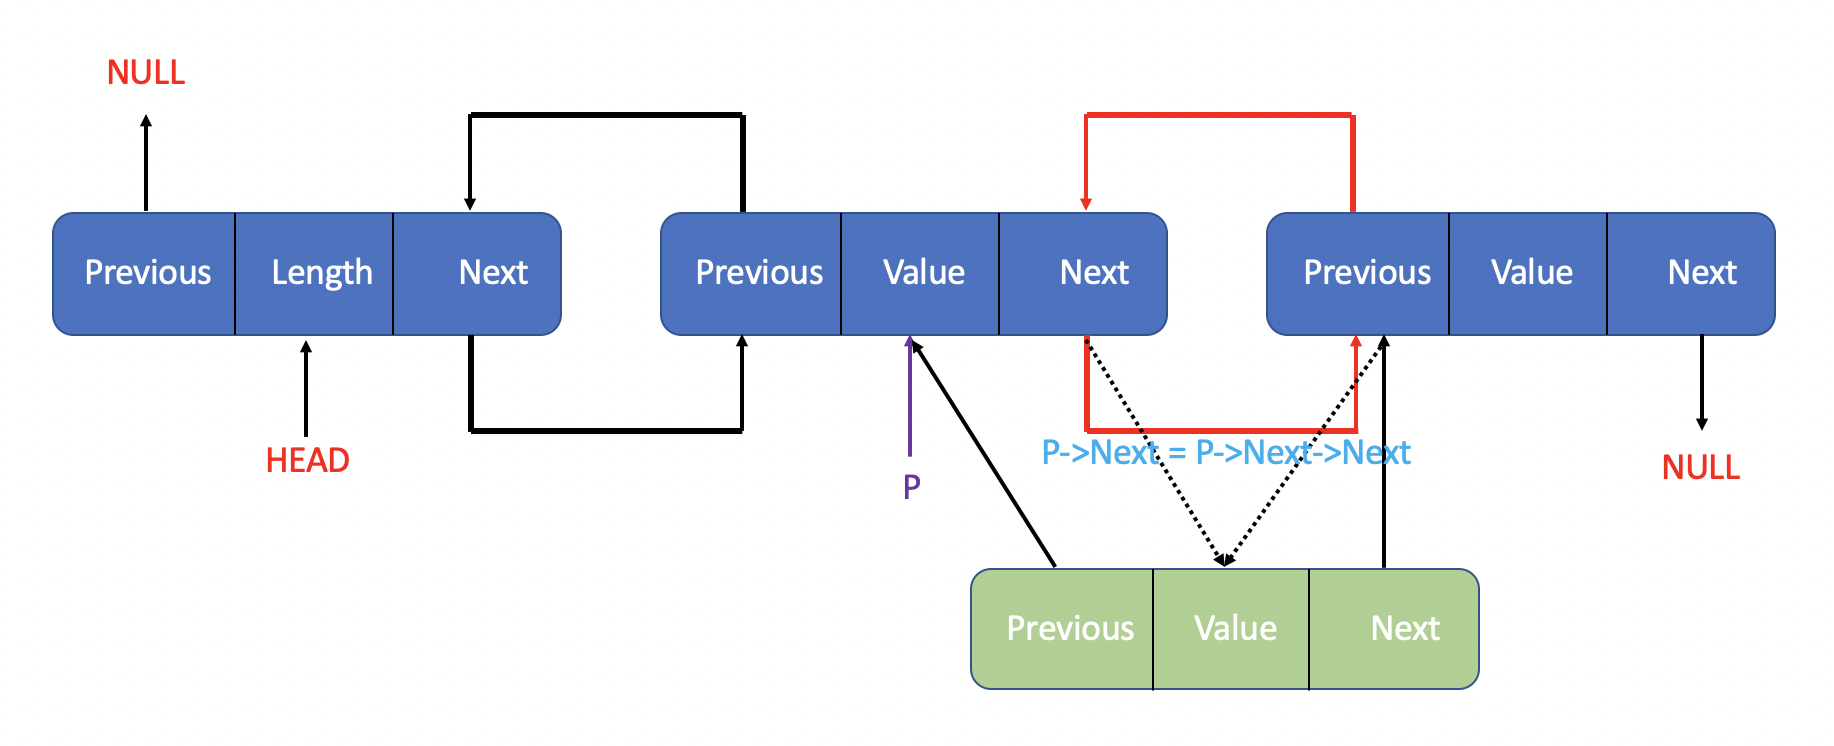 NULL
Previous Length Next
Previous Value Next
Previous Value Next
HEAD
P
P->Next = P->Next->Next
NULL
Previous Value Next